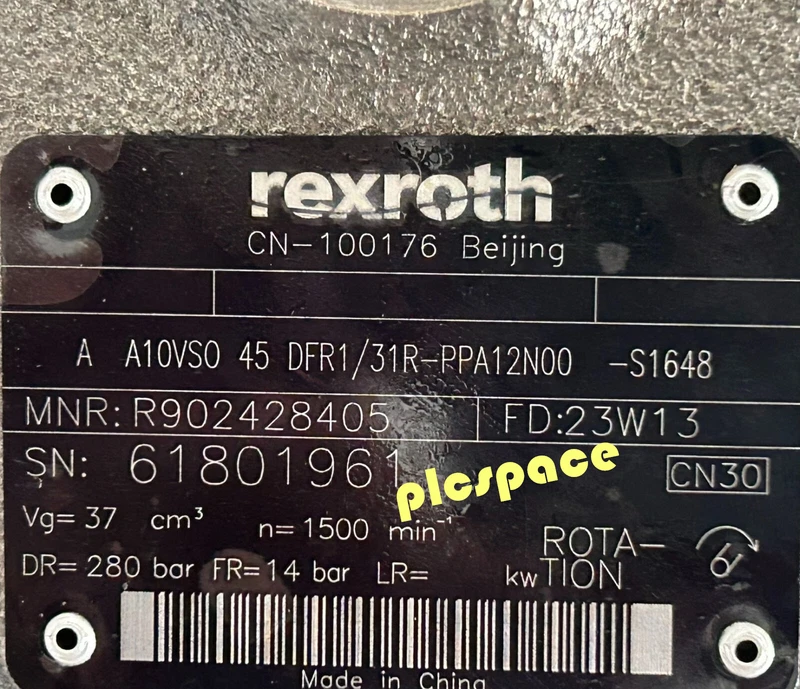 rexroth
CN-100176 Beijing
A A10VSO 45 DFR1/31R-PPA12N00 -S1648
MNR: R902428405 FD:23W13
SN: 61801961 CN30
plcspace
Vg= 37 cm³ n= 1500 min⁻¹
ROTA-
TION
DR= 280 bar FR= 14 bar LR= kw
Made in China